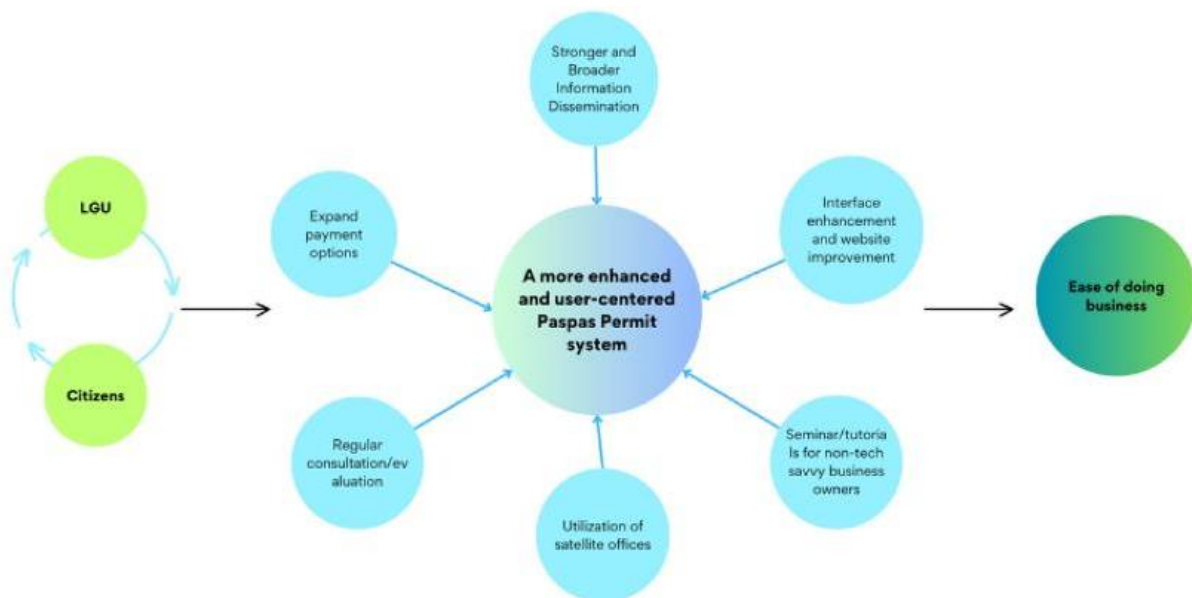 Stronger and
Broader
Information
Dissemination
LGU
Expand
payment
options
Interface
enhancement
and website
improvement
A more enhanced
and user-centered
Paspas Permit
system
Ease of doing
business
Citizens
Regular
consultation/ev
aluation
Seminar/tutoria
ls for non-tech
savvy business
owners
Utilization of
satellite offices